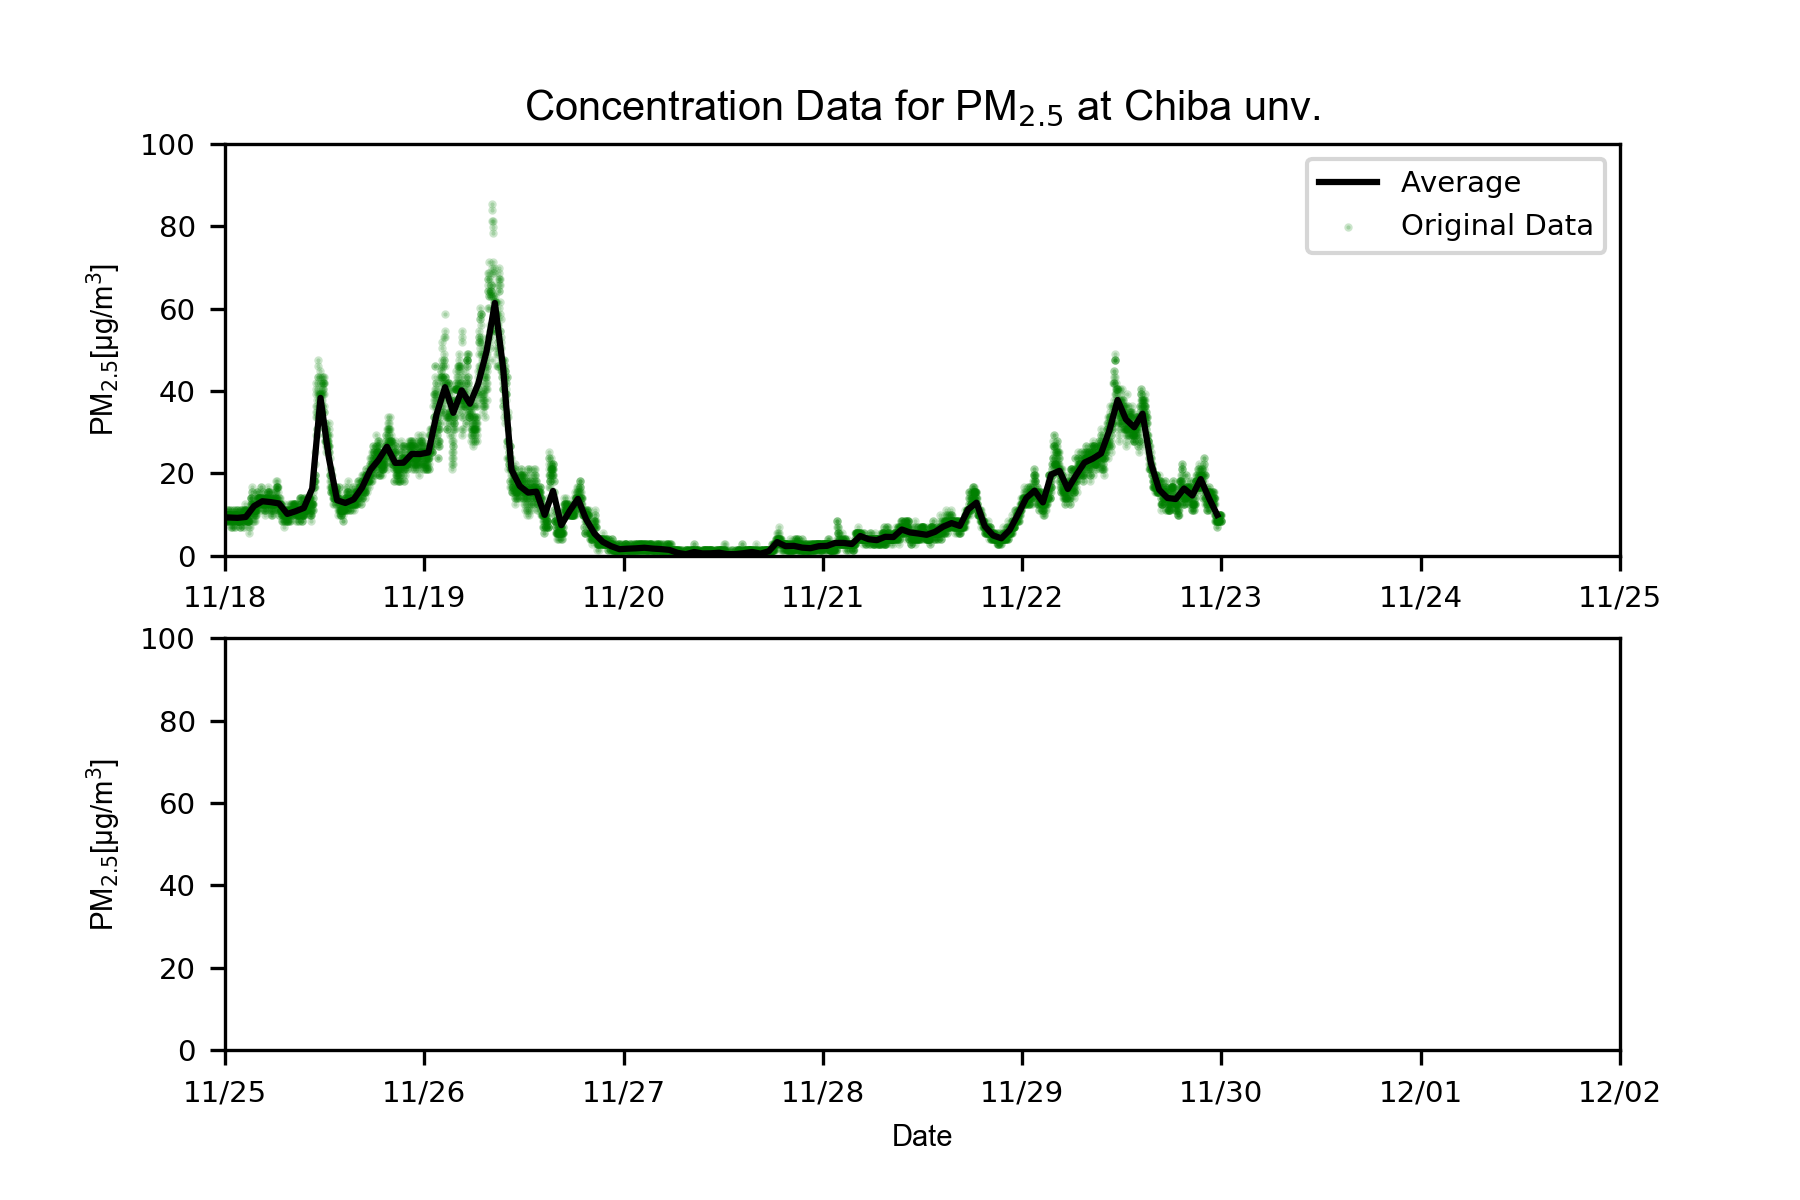 Concentration Data for PM2.5 at Chiba unv.
100
80
60
40
20
0
PM2.5[µg/m3]
Average
Original Data
11/18 11/19 11/20 11/21 11/22 11/23 11/24 11/25
100
80
60
40
20
0
PM2.5[µg/m3]
11/25 11/26 11/27 11/28 11/29 11/30 12/01 12/02
Date